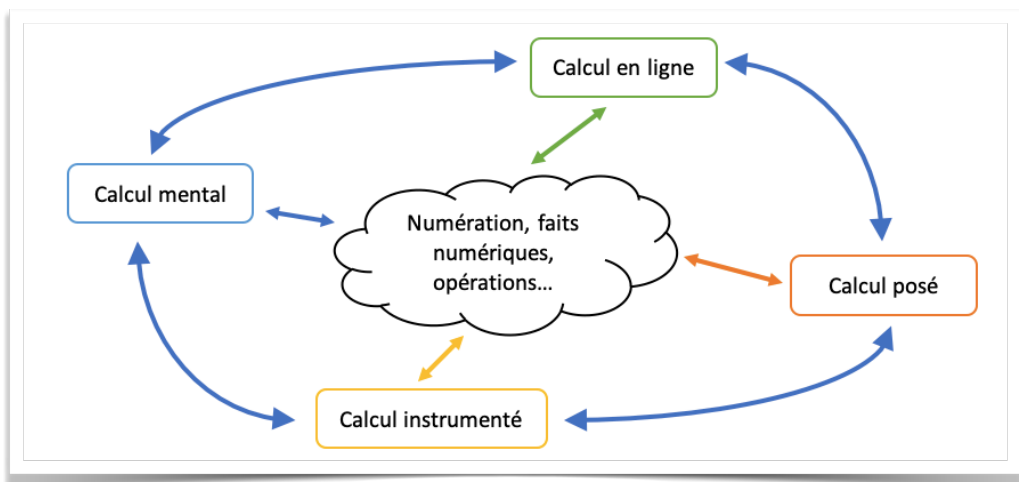 Calcul en ligne
Calcul mental
Numération, faits
numériques,
opérations...
Calcul posé
Calcul instrumenté